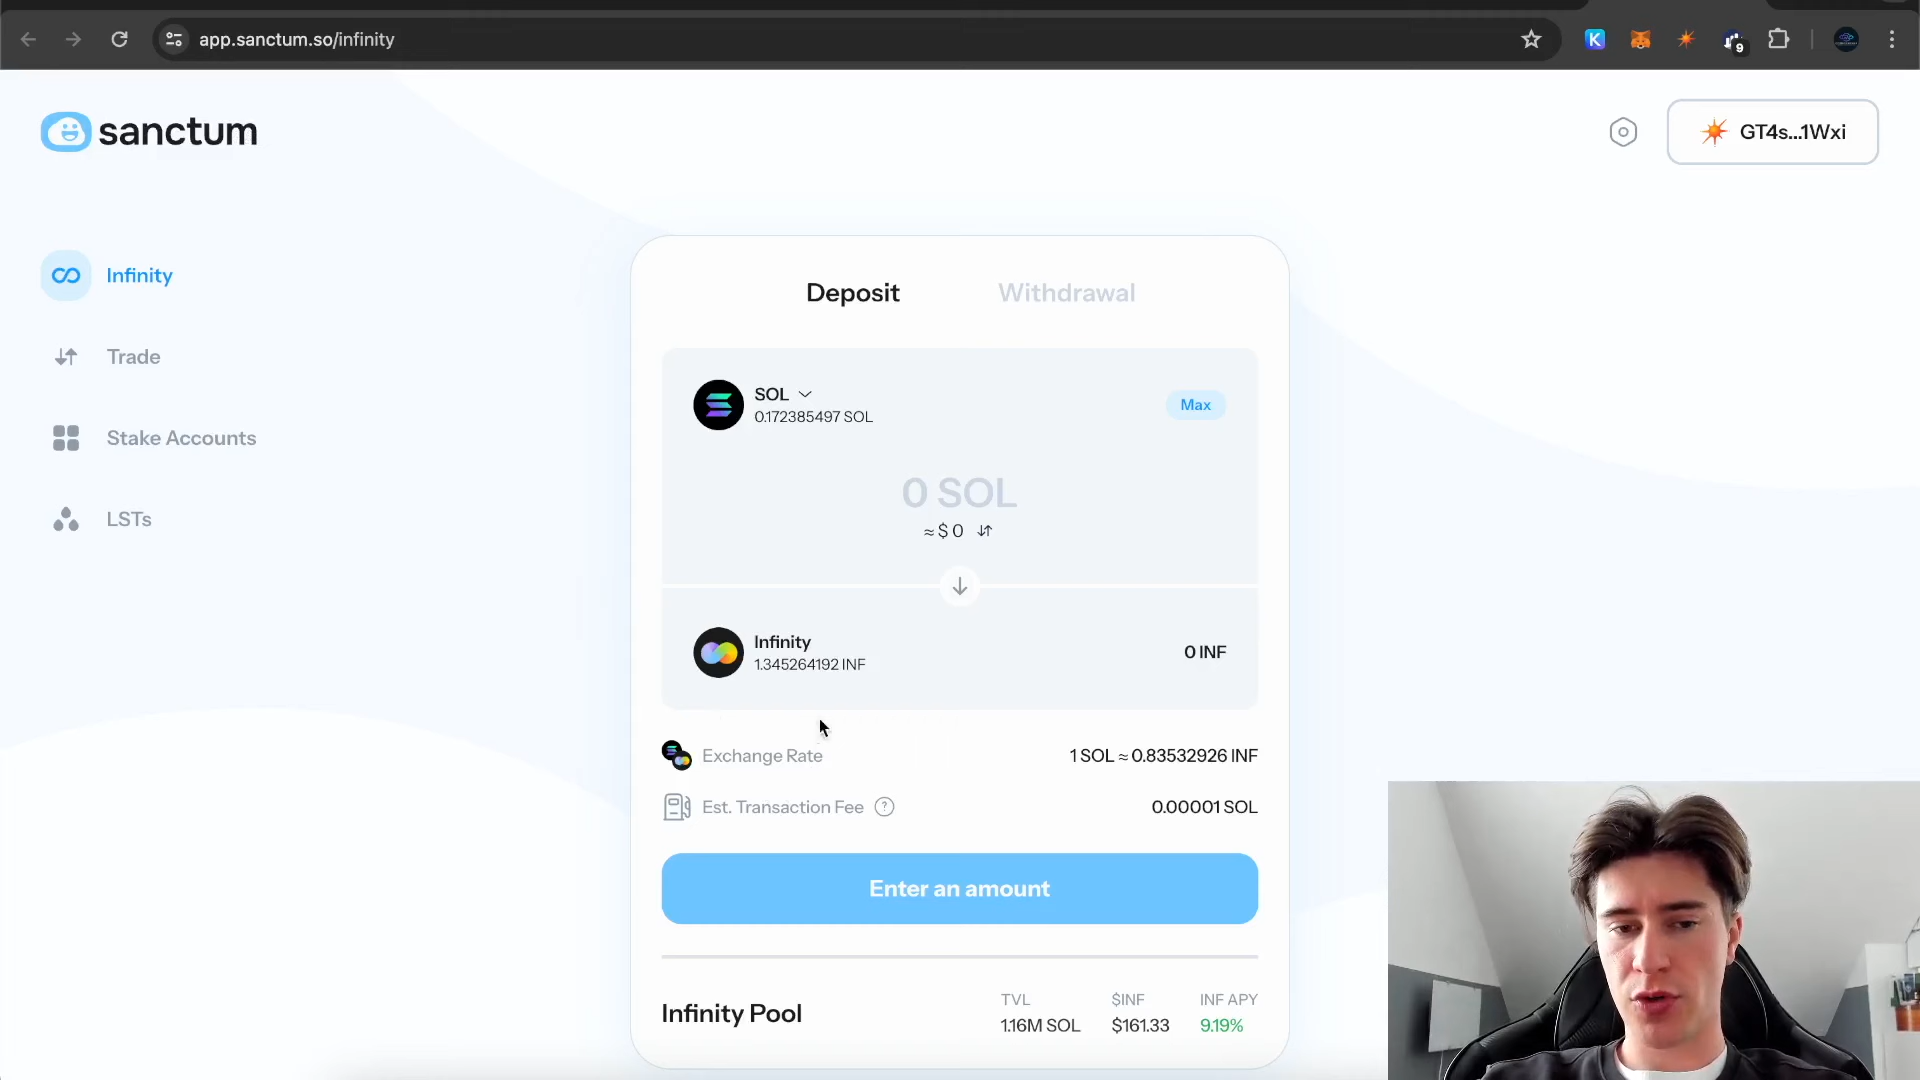 app.sanctum.so/infinity
K
9
sanctum
GT4s...1Wxi
Infinity
Trade
Stake Accounts
LSTs
Deposit
Withdrawal
SOL
0.172385497 SOL
Max
0 SOL
≈ $ 0
Infinity
1.345264192 INF
0 INF
Exchange Rate
1 SOL ≈ 0.83532926 INF
Est. Transaction Fee ?
0.00001 SOL
Enter an amount
Infinity Pool
TVL
1.16M SOL
$INF
$161.33
INF APY
9.19%